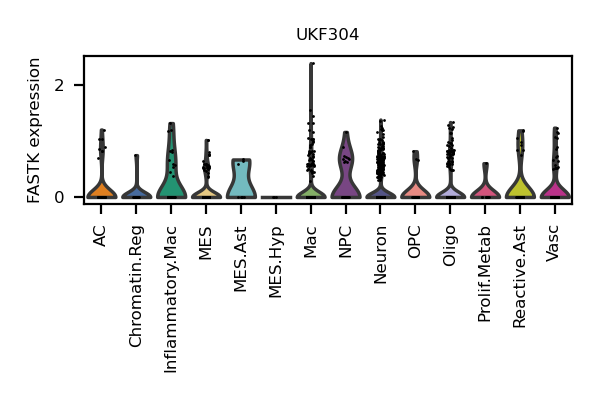 UKF304
FASTK expression
2
0
AC
Chromatin.Reg
Inflammatory.Mac
MES
MES.Ast
MES.Hyp
Mac
NPC
Neuron
OPC
Oligo
Prolif.Metab
Reactive.Ast
Vasc